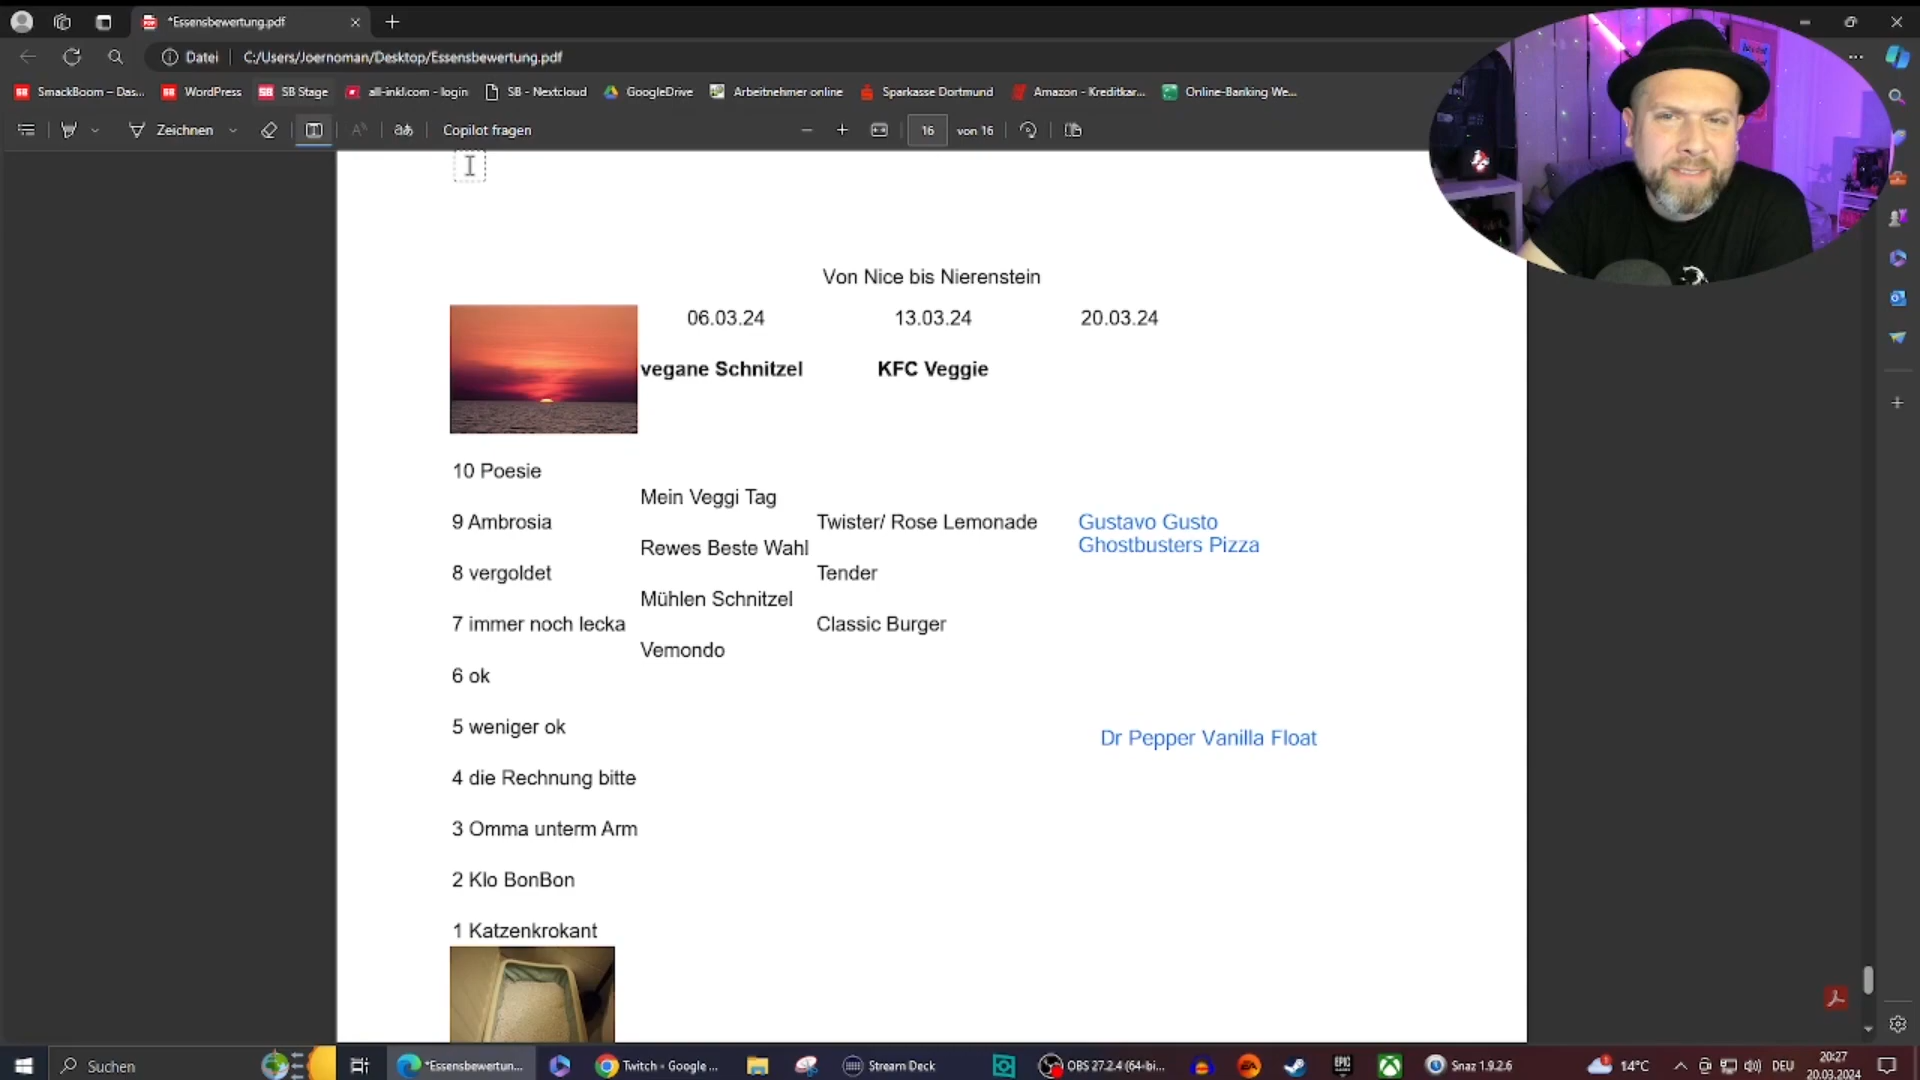 *Essensbewertung.pdf
Datei
C:/Users/Joernoman/Desktop/Essensbewertung.pdf
SmackBoom – Das...
WordPress
SB Stage
all-inkl.com - login
SB - Nextcloud
GoogleDrive
Arbeitnehmer online
Sparkasse Dortmund
Amazon - Kreditkar...
Online-Banking We...
Zeichnen
Copilot fragen
16 von 16
Von Nice bis Nierenstein
06.03.24 13.03.24 20.03.24
vegane Schnitzel KFC Veggie
10 Poesie
Mein Veggi Tag
9 Ambrosia Twister/ Rose Lemonade Gustavo Gusto
Ghostbusters Pizza
Rewes Beste Wahl
8 vergoldet Tender
Mühlen Schnitzel
7 immer noch lecka Classic Burger
Vemondo
6 ok
5 weniger ok
Dr Pepper Vanilla Float
4 die Rechnung bitte
3 Omma unterm Arm
2 Klo BonBon
1 Katzenkrokant
Suchen
*Essensbewertun...
Twitch - Google ...
Stream Deck
OBS 27.2.4 (64-bi...
Snaz 1.9.2.6
14°C
DEU
20:27
20.03.2024